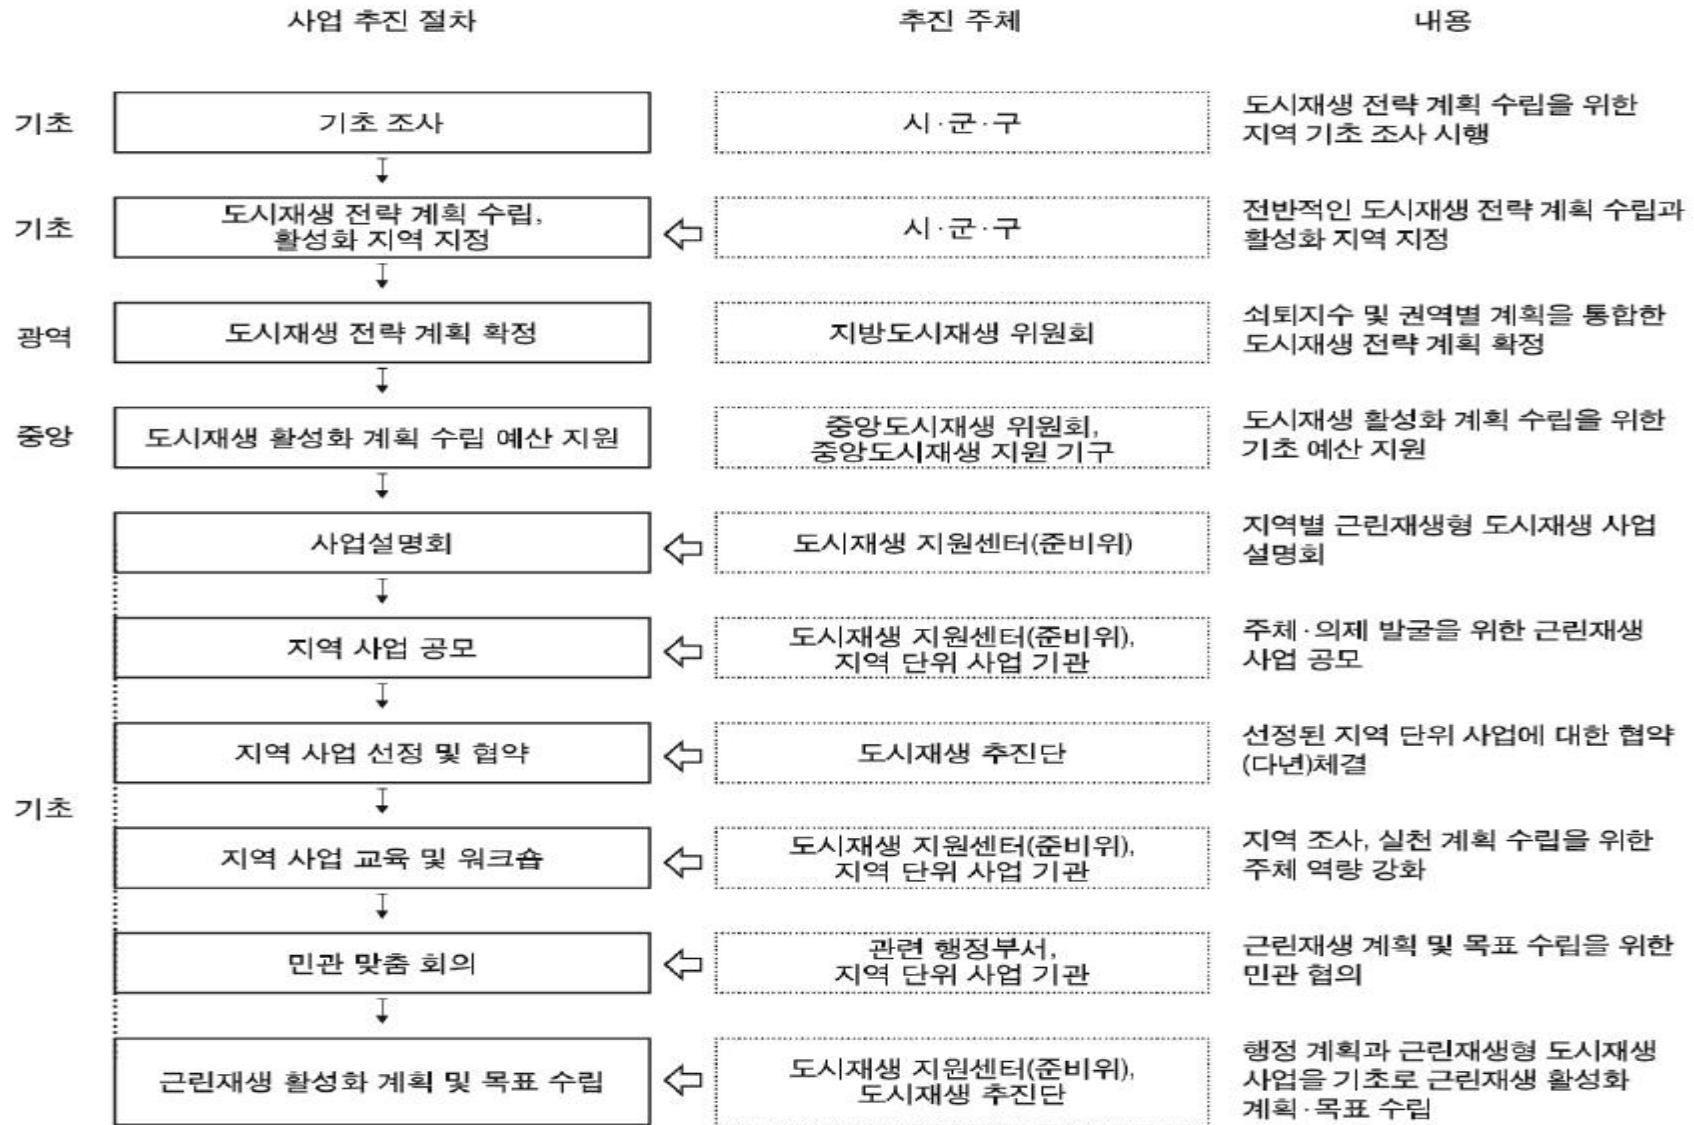 사업 추진 절차
추진 주체
내용
기초
기초 조사
시·군·구
도시재생 전략 계획 수립을 위한
지역 기초 조사 시행
기초
도시재생 전략 계획 수립,
활성화 지역 지정
시·군·구
전반적인 도시재생 전략 계획 수립과
활성화 지역 지정
광역
도시재생 전략 계획 확정
지방도시재생 위원회
쇠퇴지수 및 권역별 계획을 통합한
도시재생 전략 계획 확정
중앙
도시재생 활성화 계획 수립 예산 지원
중앙도시재생 위원회,
중앙도시재생 지원 기구
도시재생 활성화 계획 수립을 위한
기초 예산 지원
기초
사업설명회
도시재생 지원센터(준비위)
지역별 근린재생형 도시재생 사업
설명회
지역 사업 공모
도시재생 지원센터(준비위),
지역 단위 사업 기관
주체·의제 발굴을 위한 근린재생
사업 공모
지역 사업 선정 및 협약
도시재생 추진단
선정된 지역 단위 사업에 대한 협약
(다년)체결
지역 사업 교육 및 워크숍
도시재생 지원센터(준비위),
지역 단위 사업 기관
지역 조사, 실천 계획 수립을 위한
주체 역량 강화
민관 맞춤 회의
관련 행정부서,
지역 단위 사업 기관
근린재생 계획 및 목표 수립을 위한
민관 협의
근린재생 활성화 계획 및 목표 수립
도시재생 지원센터(준비위),
도시재생 추진단
행정 계획과 근린재생형 도시재생
사업을 기초로 근린재생 활성화
계획·목표 수립